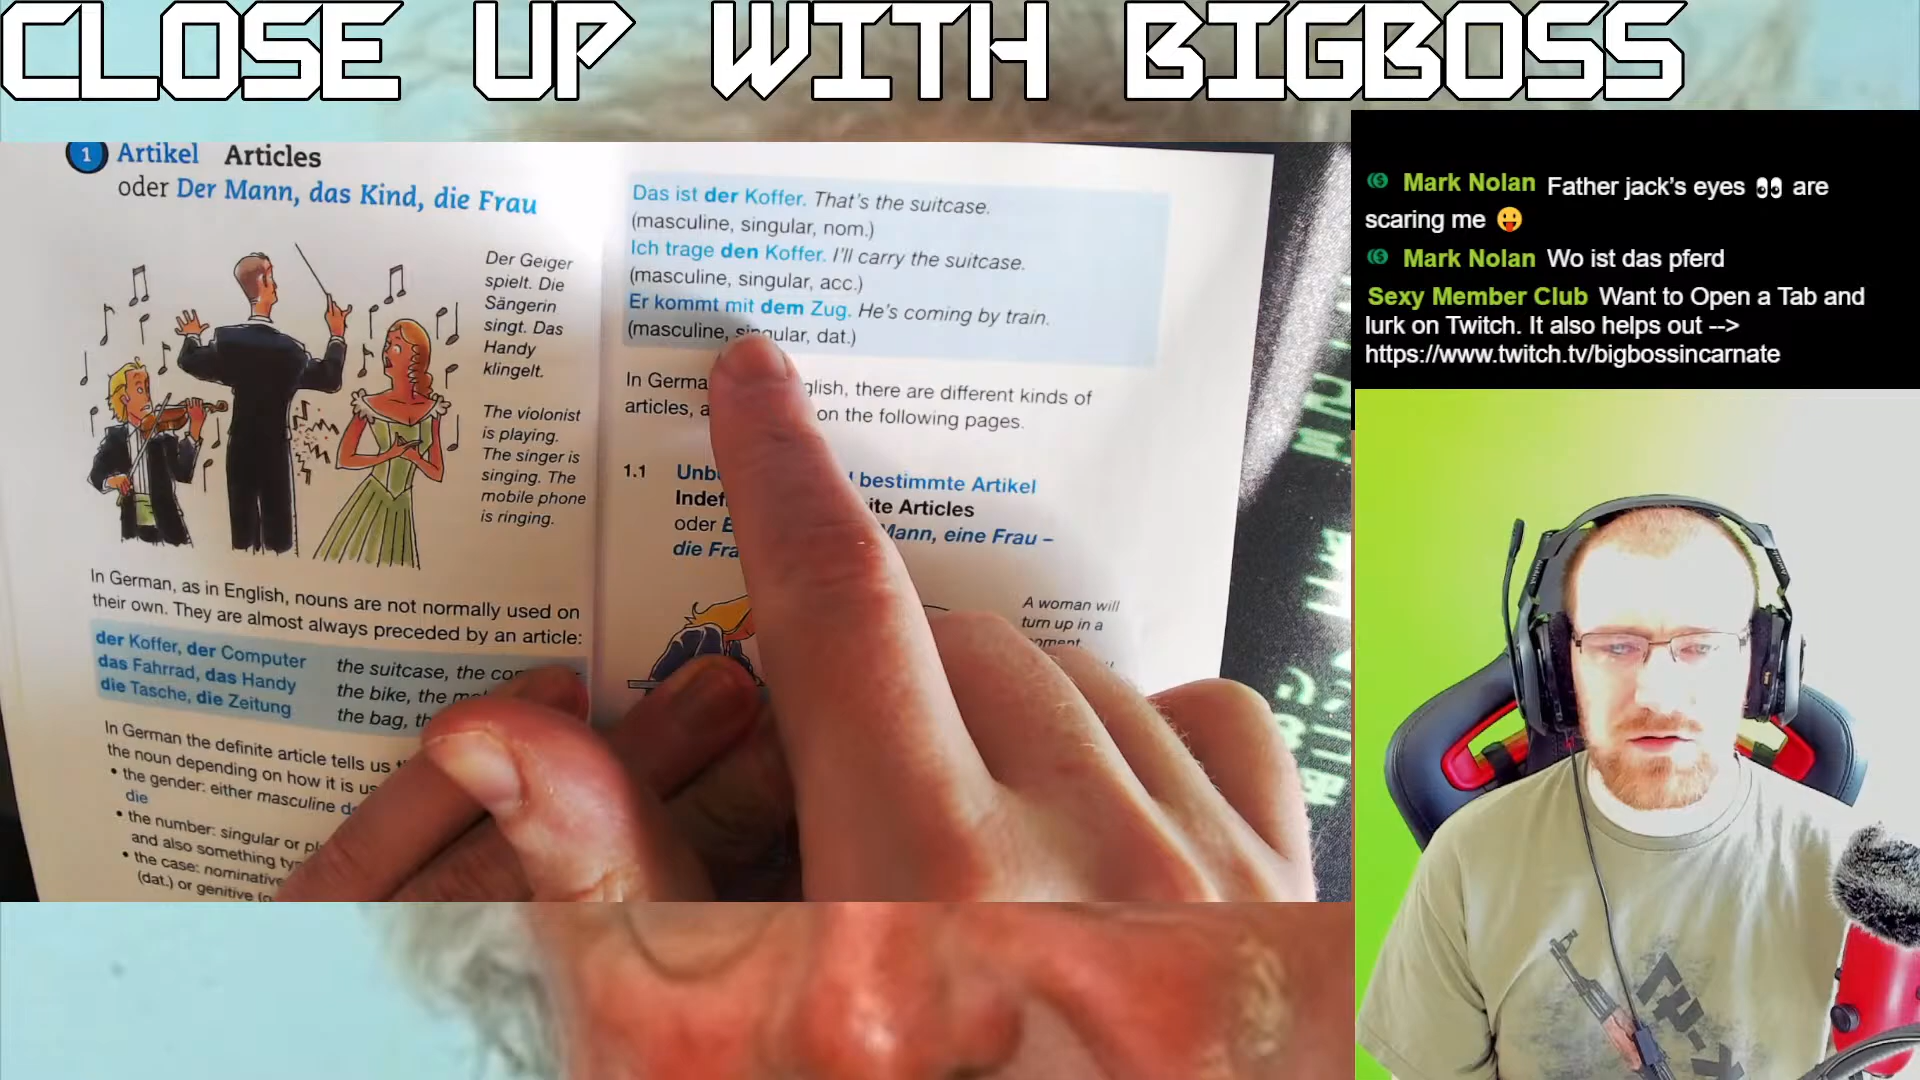 CLOSE UP WITH BIGBOSS
1 Artikel Articles
oder Der Mann, das Kind, die Frau
Der Geiger
spielt. Die
Sängerin
singt. Das
Handy
klingelt.
The violonist
is playing.
The singer is
singing. The
mobile phone
is ringing.
In German, as in English, nouns are not normally used on
their own. They are almost always preceded by an article:
der Koffer, der Computer
das Fahrrad, das Handy
die Tasche, die Zeitung
the suitcase, the
the bike, the
the bag,
In German the definite article tells us
the noun depending on how it is
• the gender: either masculine
die
• the number: singular or
and also something
• the case: nominative
(dat.) or genitive
Das ist der Koffer. That's the suitcase.
(masculine, singular, nom.)
Ich trage den Koffer. I'll carry the suitcase.
(masculine, singular, acc.)
Er kommt mit dem Zug. He's coming by train.
(masculine, singular, dat.)
In there are different kinds of
articles, on the following pages.
1.1 bestimmte Artikel
Articles
oder Mann, eine Frau –
die
A woman will
turn up in a
Mark Nolan Father jack's eyes 👀 are
scaring me 😛
Mark Nolan Wo ist das pferd
Sexy Member Club Want to Open a Tab and
lurk on Twitch. It also helps out -->
https://www.twitch.tv/bigbossincarnate